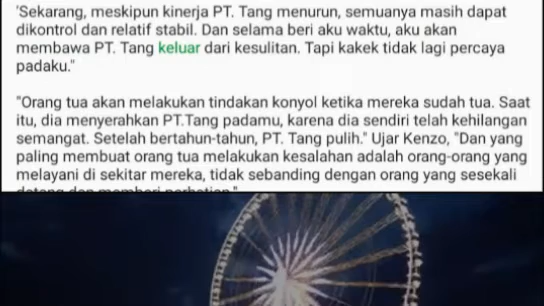 'Sekarang, meskipun kinerja PT. Tang menurun, semuanya masih dapat
dikontrol dan relatif stabil. Dan selama beri aku waktu, aku akan
membawa PT. Tang keluar dari kesulitan. Tapi kakek tidak lagi percaya
padaku."
"Orang tua akan melakukan tindakan konyol ketika mereka sudah tua. Saat
itu, dia menyerahkan PT.Tang padamu, karena dia sendiri telah kehilangan
semangat. Setelah bertahun-tahun, PT. Tang pulih." Ujar Kenzo, "Dan yang
paling membuat orang tua melakukan kesalahan adalah orang-orang yang
melayani di sekitar mereka, tidak sebanding dengan orang yang sesekali